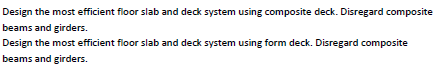 Design the most efficient floor slab and deck system using composite deck. Disregard composite
beams and girders.
Design the most efficient floor slab and deck system using form deck. Disregard composite
beams and girders.